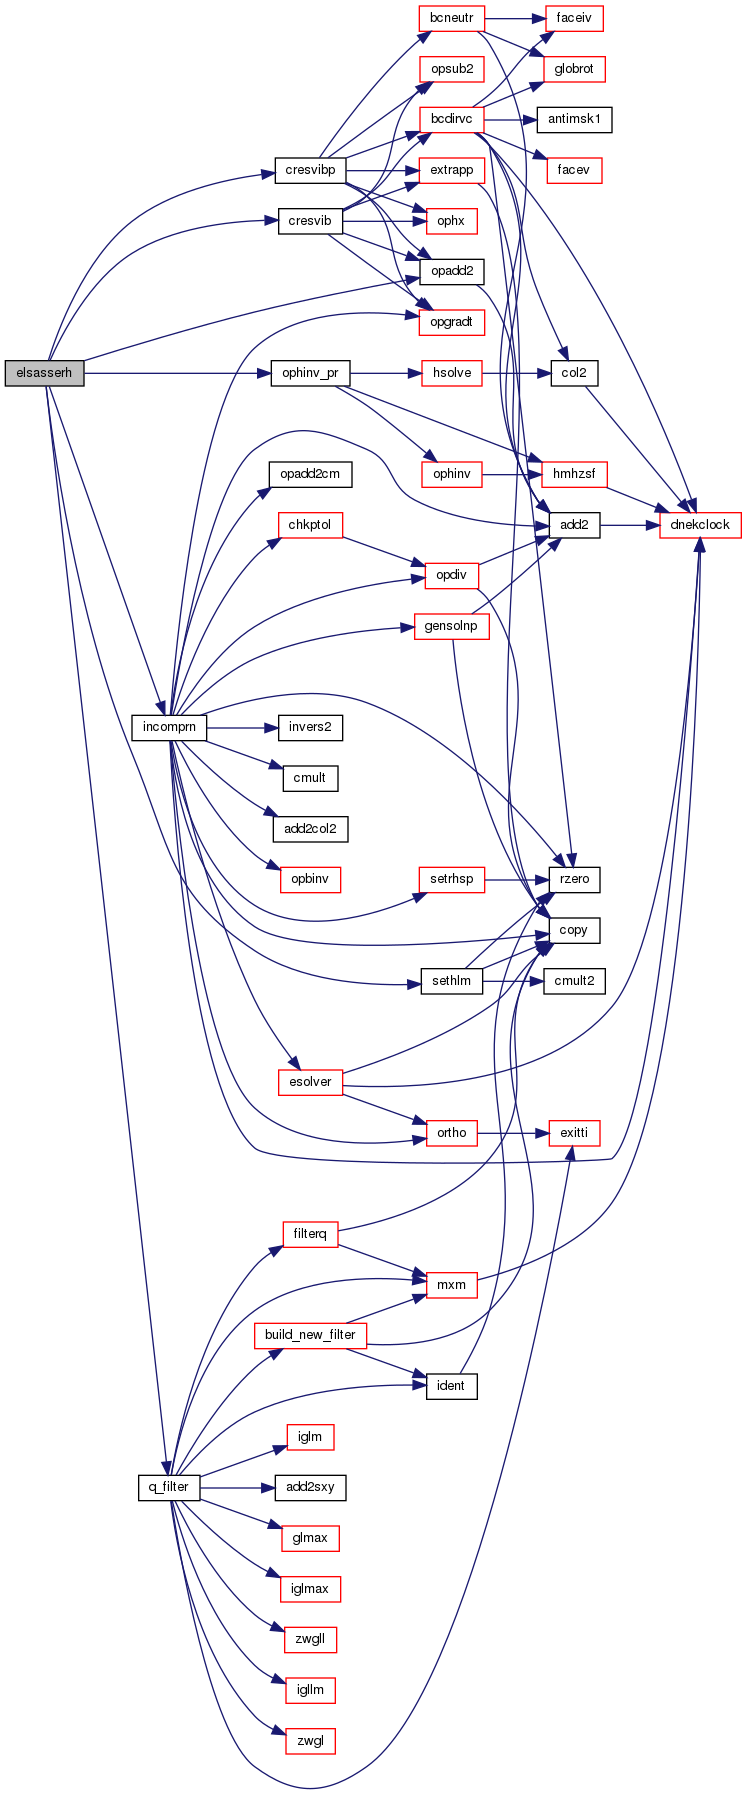 bcneutr
faceiv
opsub2
globrot
bcdirvc
antimsk1
cresvibp
extrapp
facev
cresvib
ophx
opadd2
opgradt
elsasserh
ophinv_pr
hsolve
col2
opadd2cm
ophinv
hmhzsf
chkptol
add2
dnekclock
opdiv
gensolnp
incomprn
invers2
cmult
add2col2
opbinv
setrhsp
rzero
copy
sethlm
cmult2
esolver
ortho
exitti
filterq
mxm
build_new_filter
ident
iglm
q_filter
add2sxy
glmax
iglmax
zwgll
igllm
zwgl